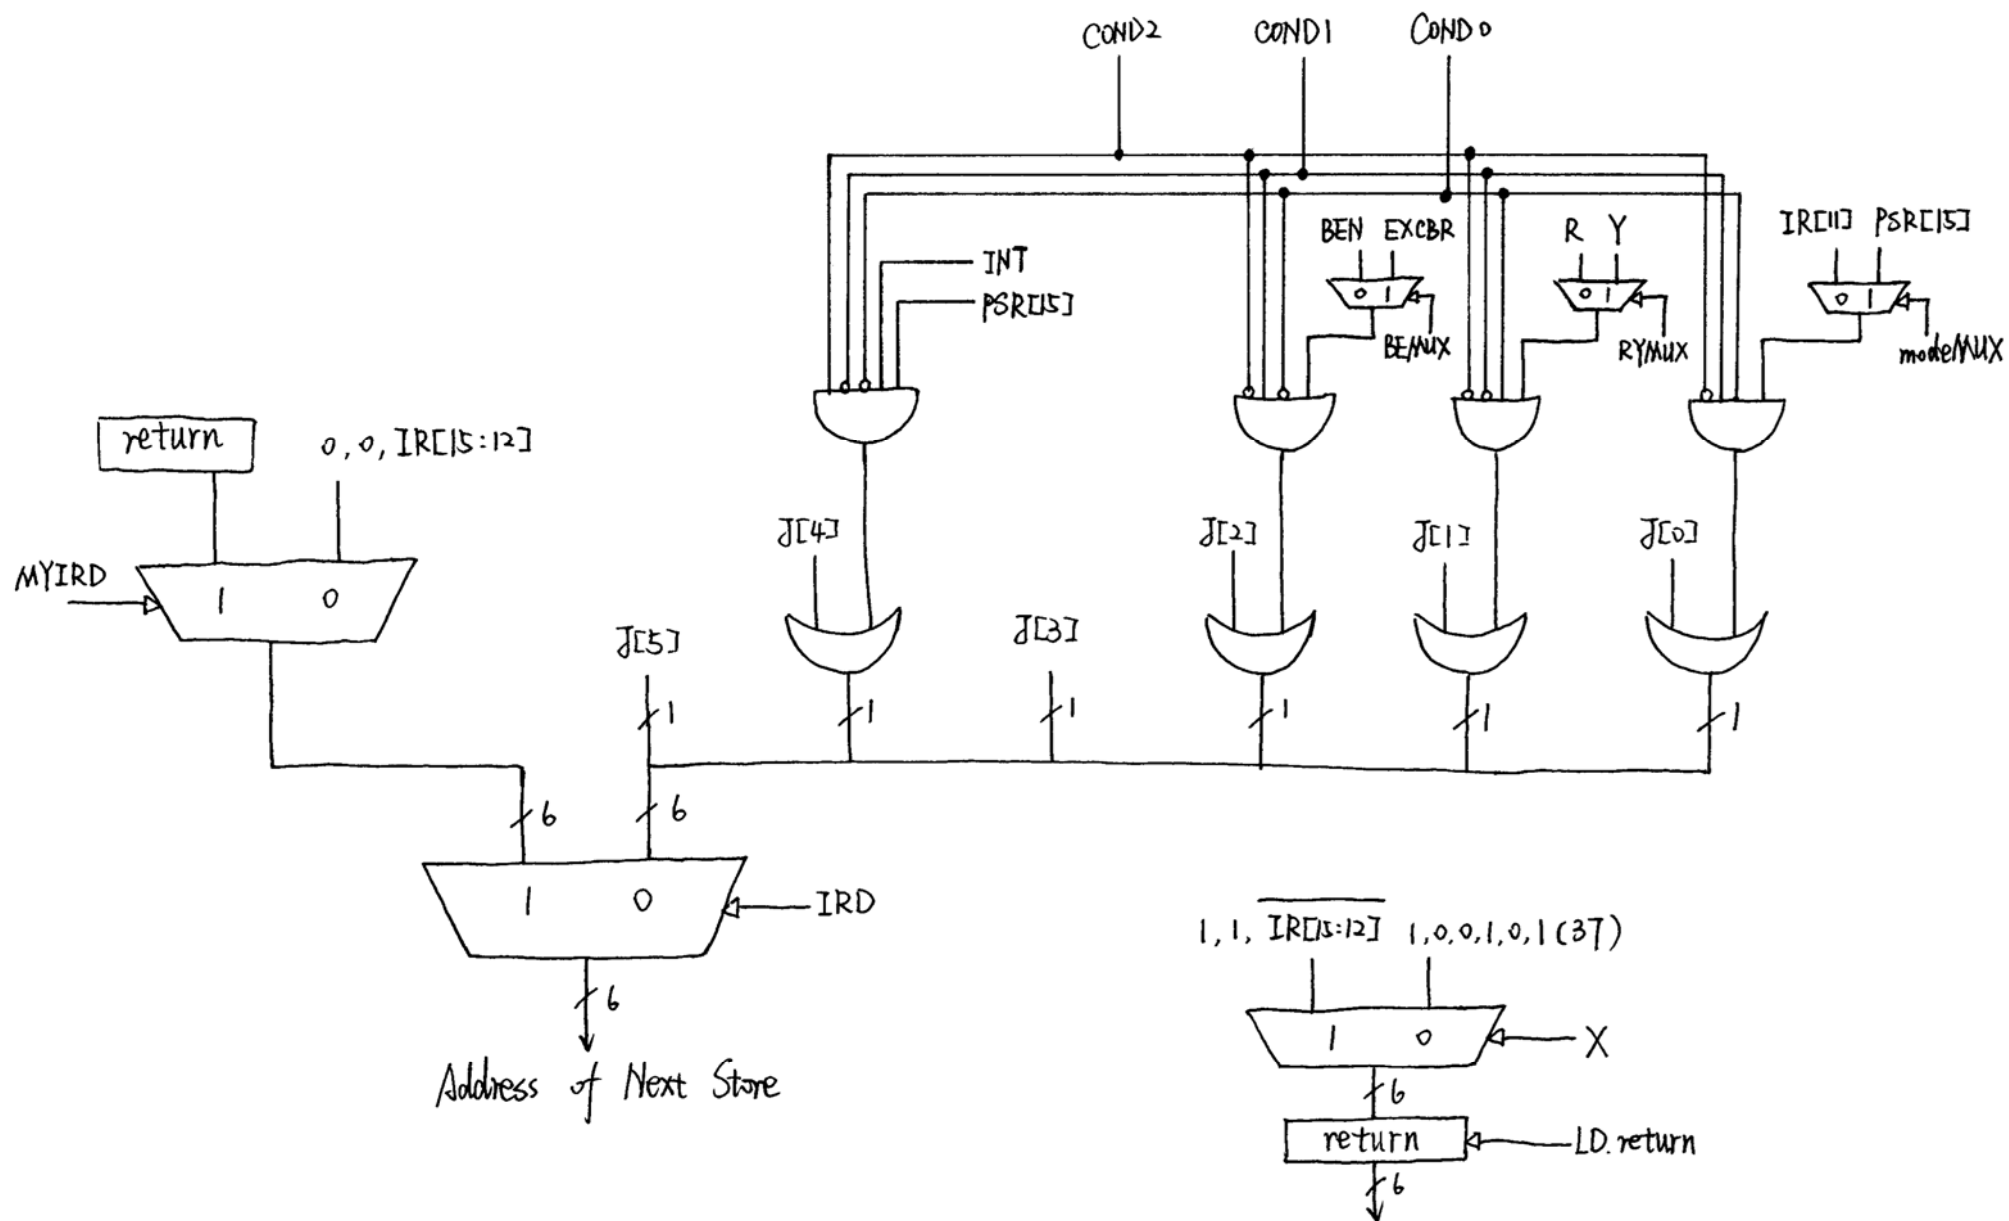 COND2 COND1 COND0
BEN EXCBR R Y IR[11] PSR[15]
INT
0 1 0 1 0 1
PSR[15]
BEMUX RYMUX modeMUX
return 0, 0, IR[15:12]
J[4] J[2] J[1] J[0]
MYIRD 1 0
J[5] J[3]
1 1 1 1 1 1
6 6
1 0 IRD
1, 1, IR[15:12] 1,0,0,1,0,1(37)
6
1 0 X
Address of Next Store
6
return LD.return
6